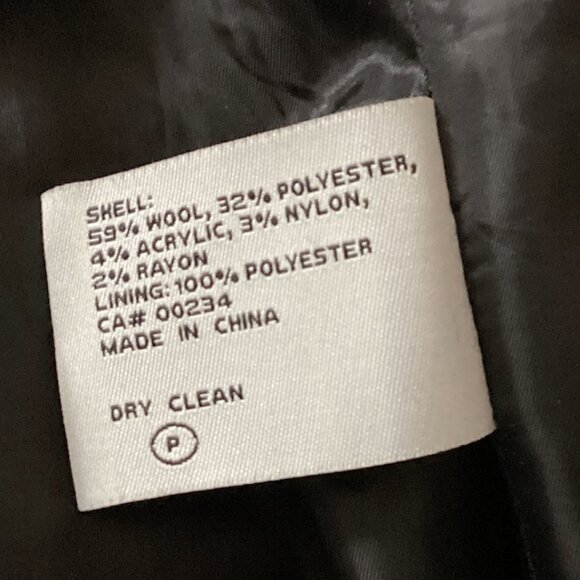 SHELL:
59% WOOL, 32% POLYESTER,
4% ACRYLIC, 3% NYLON,
2% RAYON
LINING: 100% POLYESTER
CA# 00234
MADE IN CHINA
DRY CLEAN
P